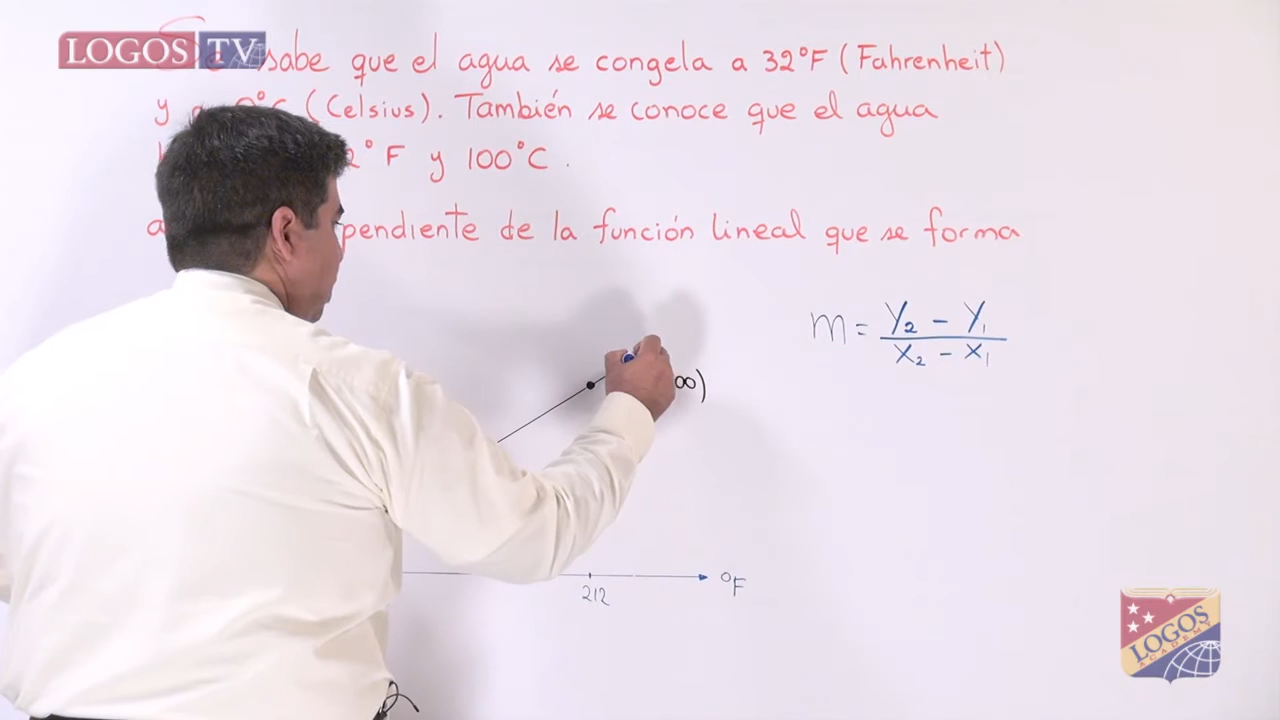 LOGOS TV
sabe que el agua se congela a 32°F (Fahrenheit)
y (Celsius). También se conoce que el agua
°F y 100°C.
de la función lineal que se forma
m = y₂ - y₁
x₂ - x₁
212
°F
LOGOS
ACADEMY